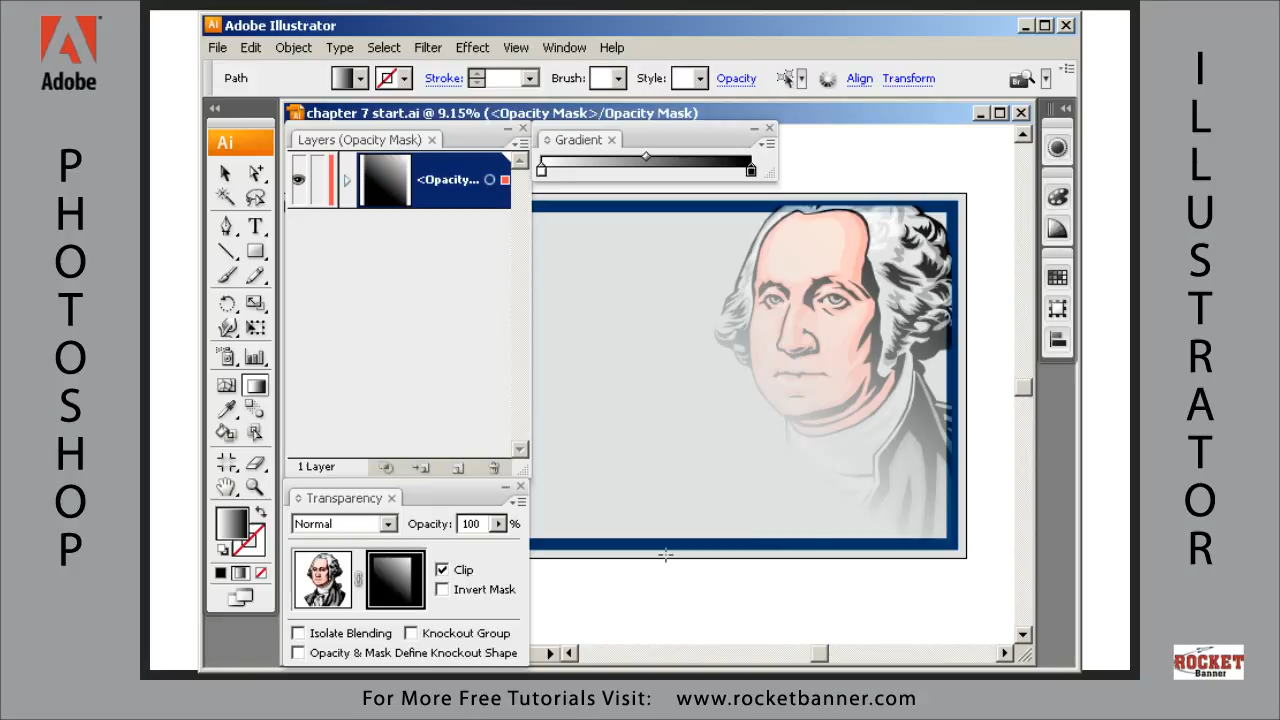 Adobe
PHOTOSHOP
Ai Adobe Illustrator
File Edit Object Type Select Filter Effect View Window Help
Path Stroke: Brush: Style: Opacity Align Transform
Ai
chapter 7 start.ai @ 9.15% (<Opacity Mask>/Opacity Mask)
Layers (Opacity Mask)
Gradient
<Opacity...
1 Layer
Transparency
Normal Opacity: 100 %
Clip
Invert Mask
Isolate Blending Knockout Group
Opacity & Mask Define Knockout Shape
ILLUSTRATOR
ROCKET
Banner
For More Free Tutorials Visit: www.rocketbanner.com